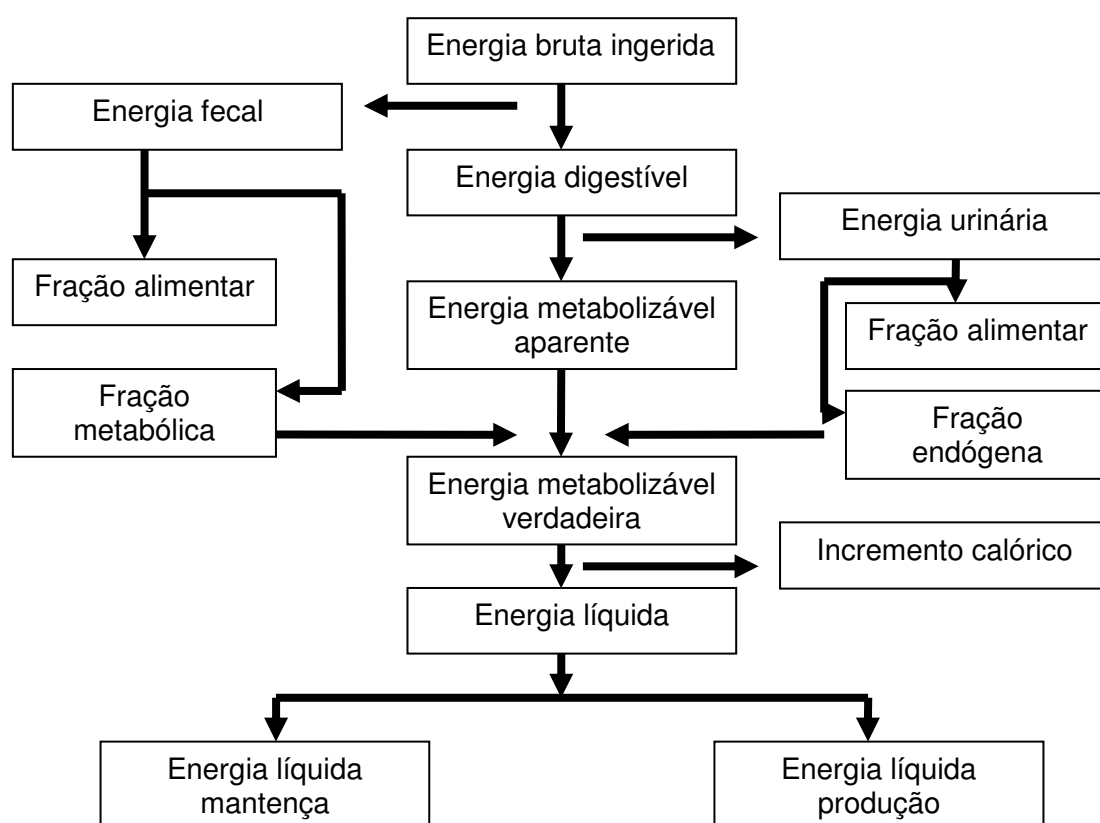 Energia bruta ingerida
Energia fecal
Energia digestível
Energia urinária
Fração alimentar
Energia metabolizável
aparente
Fração alimentar
Fração
metabólica
Fração
endógena
Energia metabolizável
verdadeira
Incremento calórico
Energia líquida
Energia líquida
mantença
Energia líquida
produção